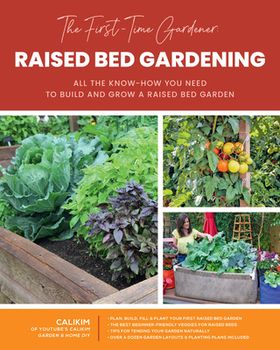 The First-Time Gardener:
RAISED BED GARDENING
ALL THE KNOW-HOW YOU NEED
TO BUILD AND GROW A RAISED BED GARDEN
CALIKIM
OF YOUTUBE'S CALIKIM
GARDEN & HOME DIY
• PLAN, BUILD, FILL & PLANT YOUR FIRST RAISED BED GARDEN
• THE BEST BEGINNER-FRIENDLY VEGGIES FOR RAISED BEDS
• TIPS FOR TENDING YOUR GARDEN NATURALLY
• OVER A DOZEN GARDEN LAYOUTS & PLANTING PLANS INCLUDED